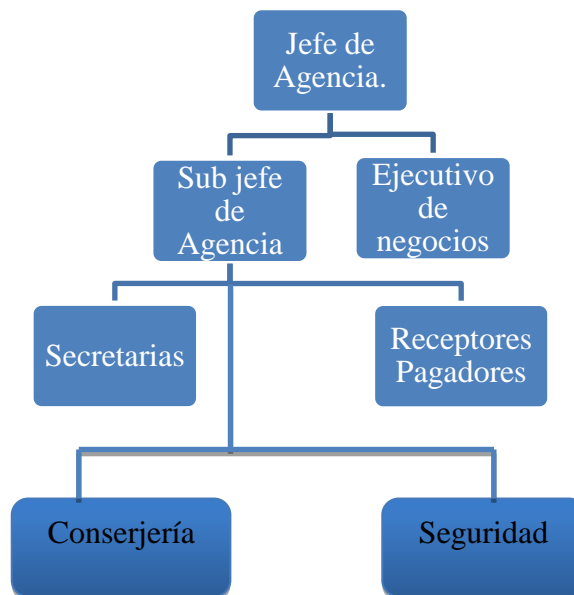 Jefe de
Agencia.
Sub jefe
de
Agencia
Ejecutivo
de
negocios
Secretarias
Receptores
Pagadores
Conserjería
Seguridad